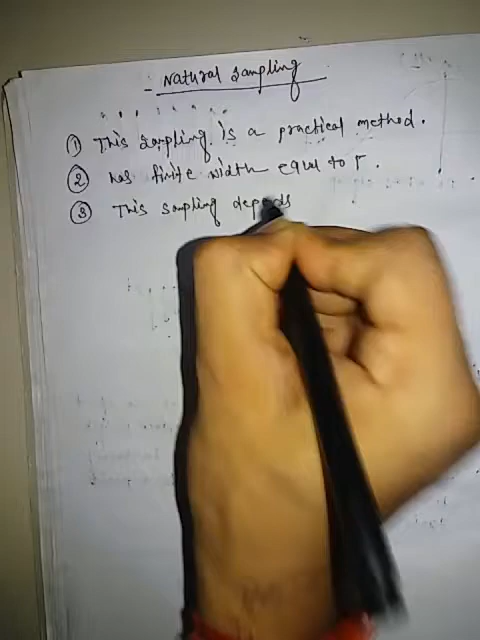 Natural sampling
① This sampling is a practical method.
② has finite width equal to τ.
③ This sampling depends